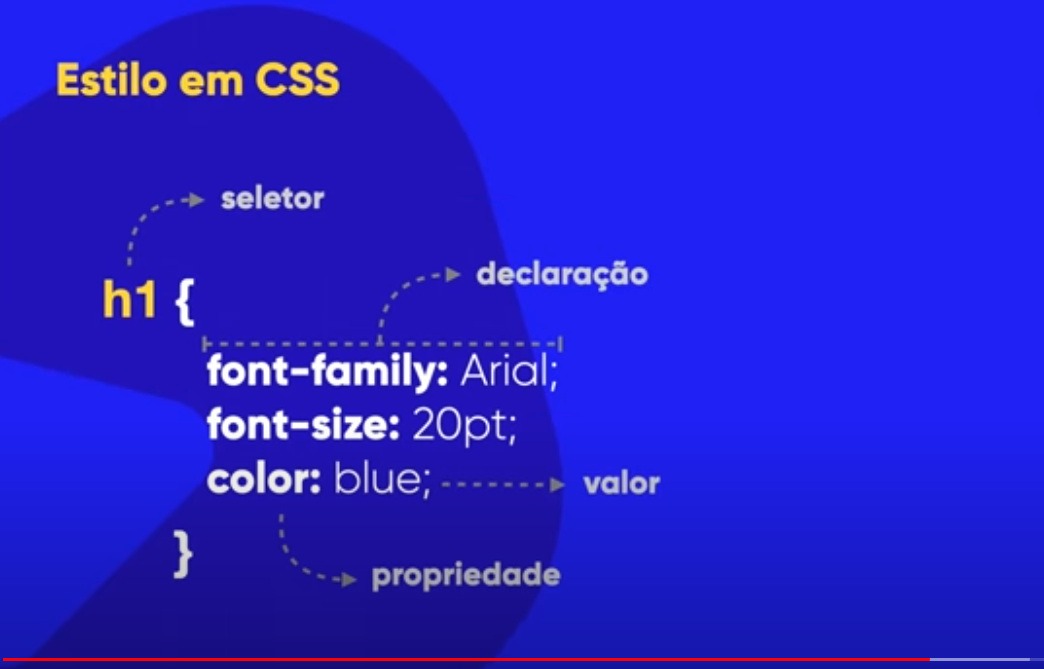 Estilo em CSS
seletor
declaração
h1 {
font-family: Arial;
font-size: 20pt;
color: blue;
valor
}
propriedade